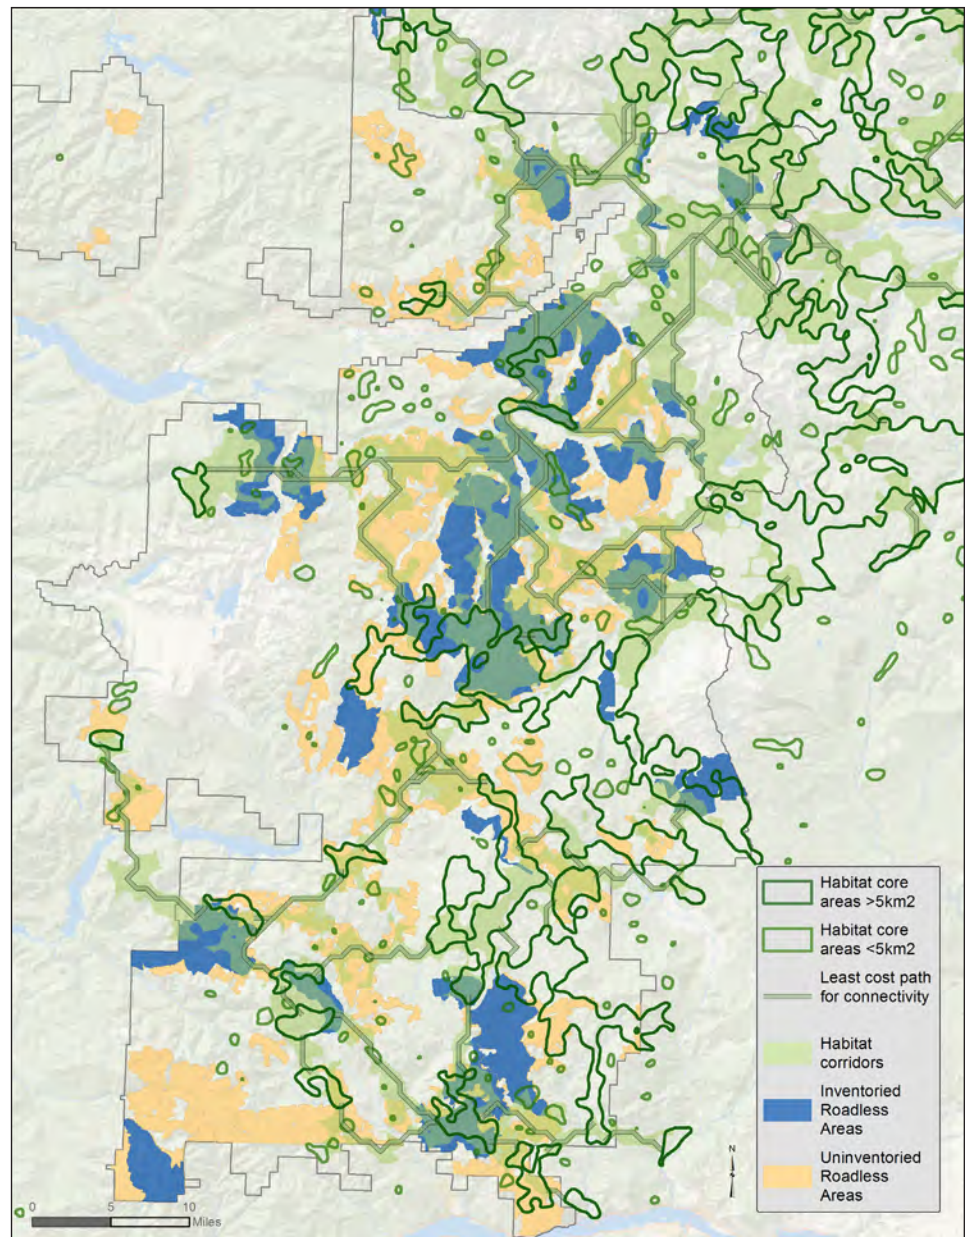 Habitat core
areas >5km2
Habitat core
areas <5km2
Least cost path
for connectivity
Habitat
corridors
Inventoried
Roadless
Areas
Uninventoried
Roadless
Areas
N
0 5 10
Miles